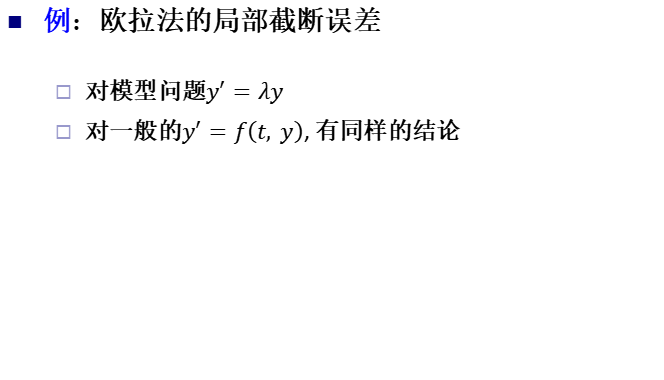 例：欧拉法的局部截断误差
对模型问题y′ = λy
对一般的y′ = f(t, y), 有同样的结论